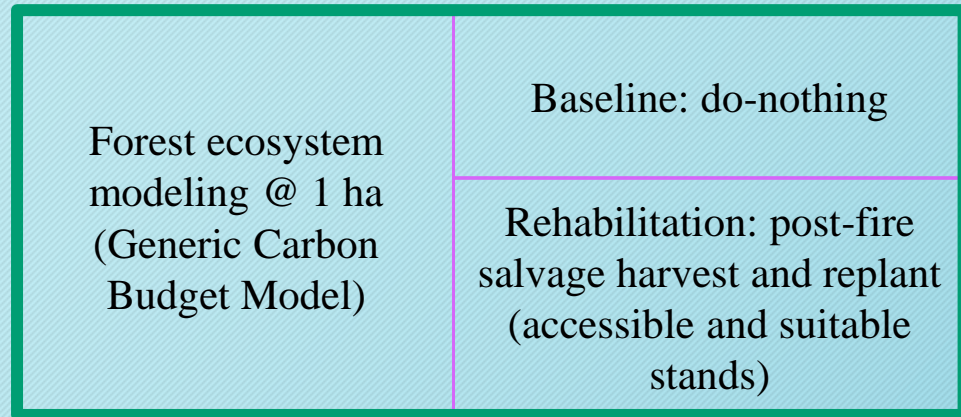 Forest ecosystem
modeling @ 1 ha
(Generic Carbon
Budget Model)
Baseline: do-nothing
Rehabilitation: post-fire
salvage harvest and replant
(accessible and suitable
stands)